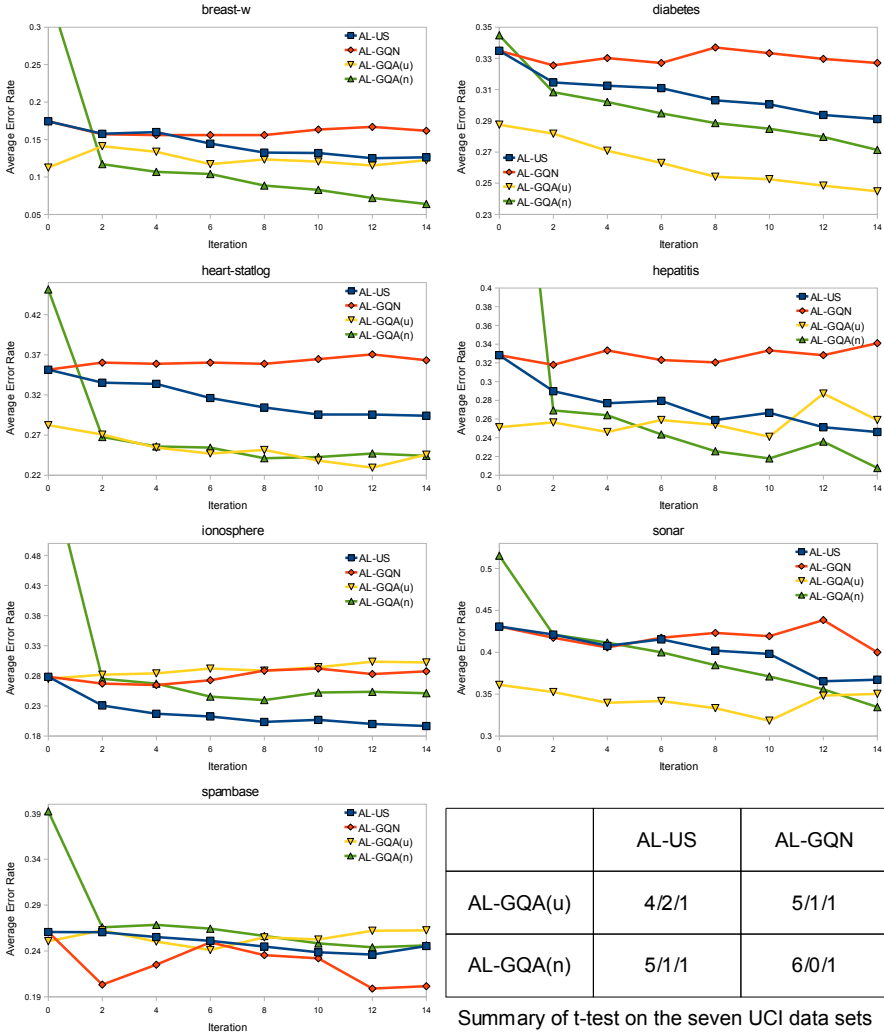 breast-w
0.3
0.25
0.2
0.15
0.1
0.05
Average Error Rate
AL-US
AL-GQN
AL-GQA(u)
AL-GQA(n)
0 2 4 6 8 10 12 14
Iteration
diabetes
0.35
0.33
0.31
0.29
0.27
0.25
0.23
Average Error Rate
AL-US
AL-GQN
AL-GQA(u)
AL-GQA(n)
0 2 4 6 8 10 12 14
Iteration
heart-statlog
0.42
0.37
0.32
0.27
0.22
Average Error Rate
AL-US
AL-GQN
AL-GQA(u)
AL-GQA(n)
0 2 4 6 8 10 12 14
Iteration
hepatitis
0.4
0.38
0.36
0.34
0.32
0.3
0.28
0.26
0.24
0.22
0.2
Average Error Rate
AL-US
AL-GQN
AL-GQA(u)
AL-GQA(n)
0 2 4 6 8 10 12 14
Iteration
ionosphere
0.48
0.43
0.38
0.33
0.28
0.23
0.18
Average Error Rate
AL-US
AL-GQN
AL-GQA(u)
AL-GQA(n)
0 2 4 6 8 10 12 14
Iteration
sonar
0.5
0.45
0.4
0.35
0.3
Average Error Rate
AL-US
AL-GQN
AL-GQA(u)
AL-GQA(n)
0 2 4 6 8 10 12 14
Iteration
spambase
0.39
0.34
0.29
0.24
0.19
Average Error Rate
AL-US
AL-GQN
AL-GQA(u)
AL-GQA(n)
0 2 4 6 8 10 12 14
Iteration
AL-US AL-GQN
AL-GQA(u) 4/2/1 5/1/1
AL-GQA(n) 5/1/1 6/0/1
Summary of t-test on the seven UCI data sets